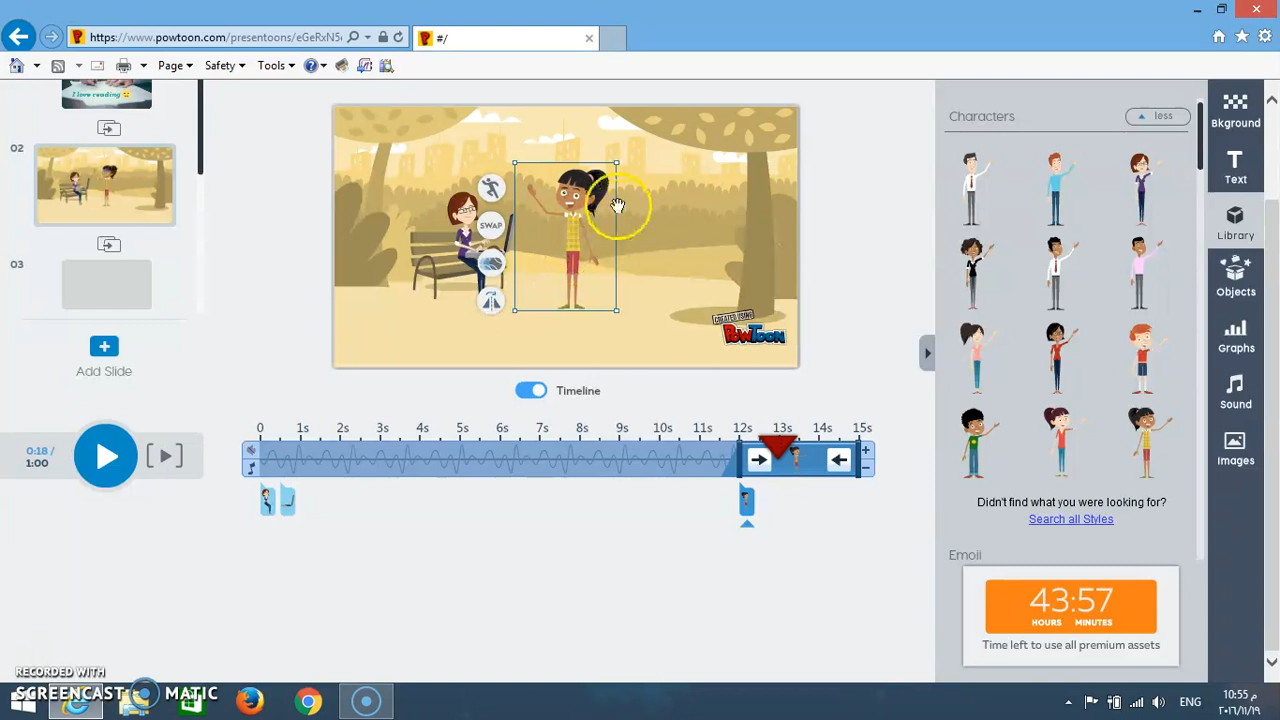 https://www.powtoon.com/presentoons/eGeRxN5
#/
Page
Safety
Tools
I love reading
02
03
Add Slide
SWAP
CREATED USING
PowToon
Timeline
0 1s 2s 3s 4s 5s 6s 7s 8s 9s 10s 11s 12s 13s 14s 15s
0:18 /
1:00
Characters
less
Didn't find what you were looking for?
Search all Styles
Emoji
43:57
HOURS MINUTES
Time left to use all premium assets
Bkground
Text
Library
Objects
Graphs
Sound
Images
RECORDED WITH
SCREENCAST MATIC
ENG
10:55 م
٢٠١٦/١١/١٩